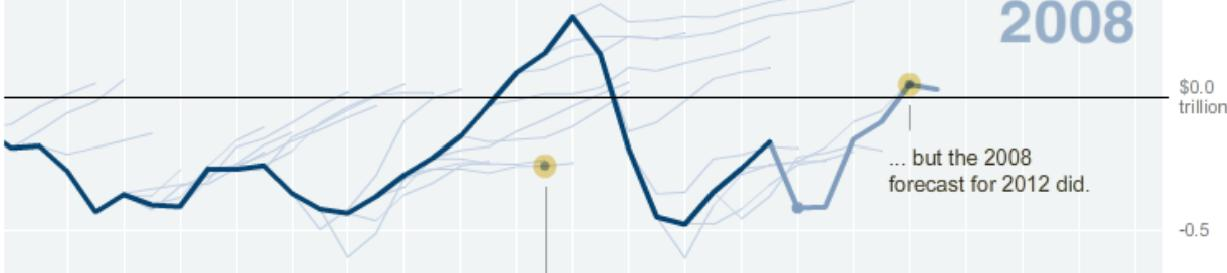 2008
$0.0
trillion
... but the 2008
forecast for 2012 did.
-0.5